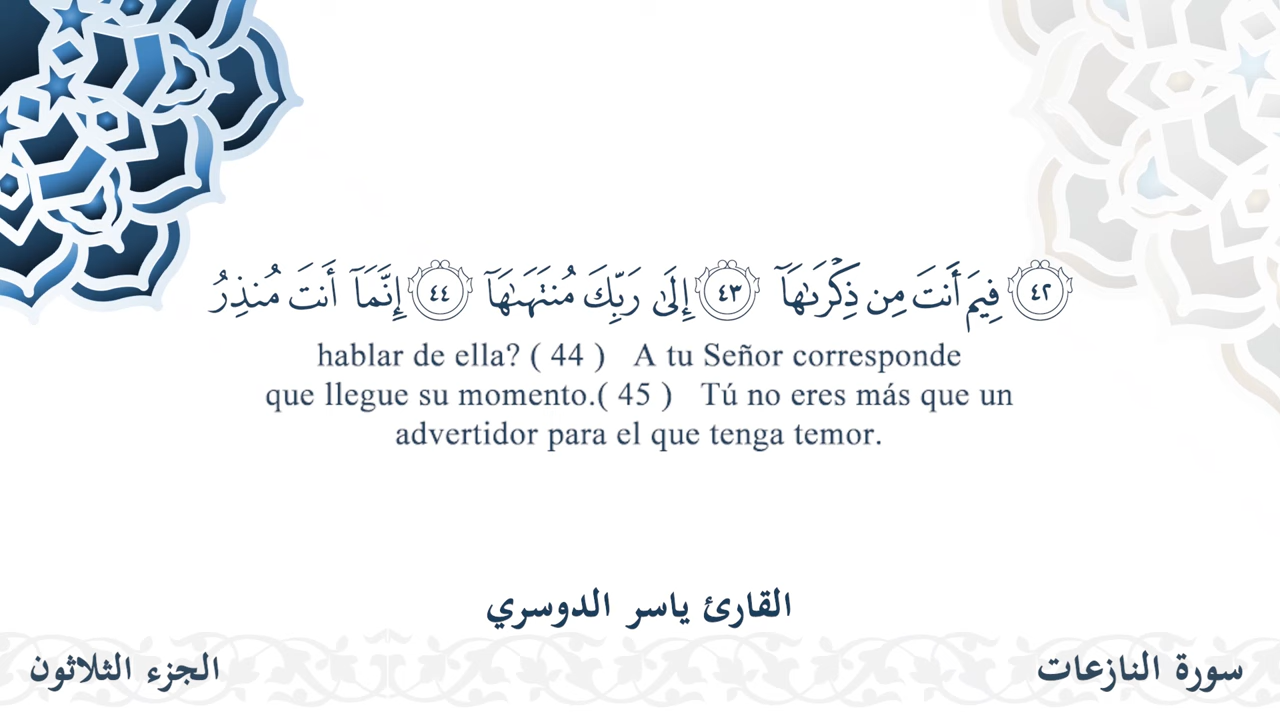 ٤٢ فِيمَ أَنتَ مِن ذِكْرَىٰهَآ ٤٣ إِلَىٰ رَبِّكَ مُنتَهَىٰهَآ ٤٤ إِنَّمَآ أَنتَ مُنذِرُ
hablar de ella? ( 44 ) A tu Señor corresponde
que llegue su momento.( 45 ) Tú no eres más que un
advertidor para el que tenga temor.
القارئ ياسر الدوسري
سورة النازعات
الجزء الثلاثون